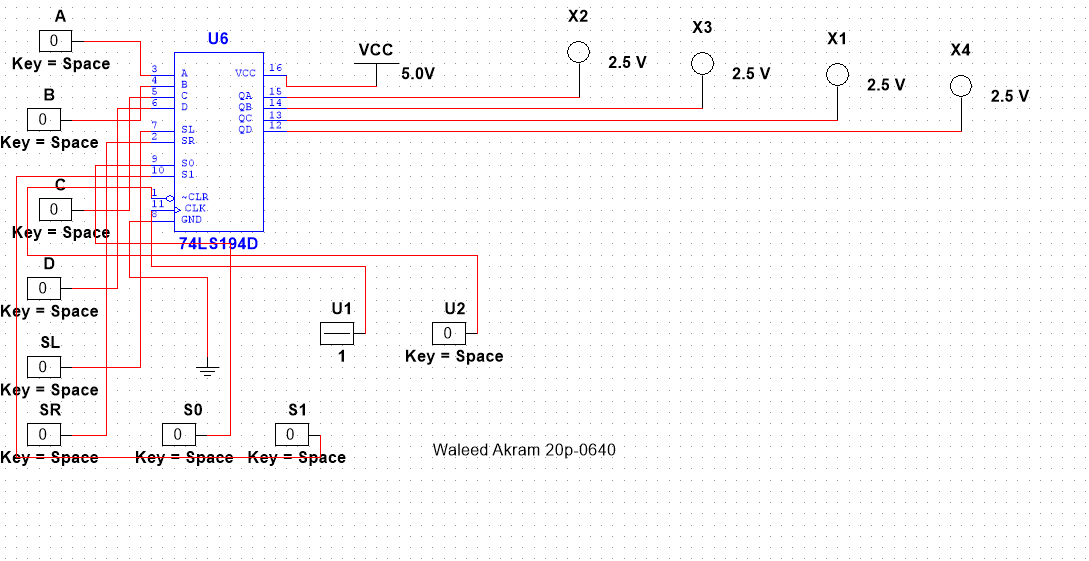 A
0
Key = Space
B
0
Key = Space
C
0
Key = Space
D
0
Key = Space
SL
0
Key = Space
SR
0
Key = Space
S0
0
Key = Space
S1
0
Key = Space
U6
3 A
4 B
5 C
6 D
7 SL
2 SR
9 S0
10 S1
1 ~CLR
11 CLK
8 GND
VCC 16
QA 15
QB 14
QC 13
QD 12
74LS194D
VCC
5.0V
X2
2.5 V
X3
2.5 V
X1
2.5 V
X4
2.5 V
U1
1
U2
0
Key = Space
Waleed Akram 20p-0640